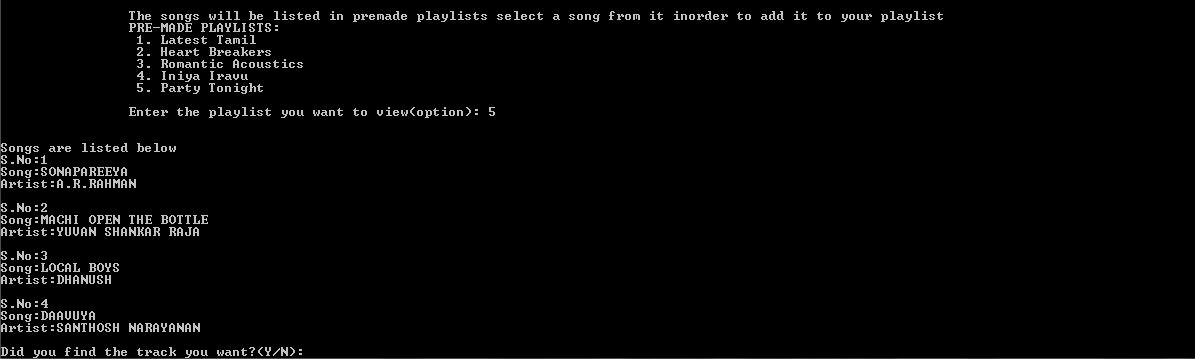 The songs will be listed in premade playlists select a song from it inorder to add it to your playlist
PRE-MADE PLAYLISTS:
1. Latest Tamil
2. Heart Breakers
3. Romantic Acoustics
4. Iniya Iravu
5. Party Tonight
Enter the playlist you want to view(option): 5
Songs are listed below
S.No:1
Song:SONAPAREEYA
Artist:A.R.RAHMAN
S.No:2
Song:MACHI OPEN THE BOTTLE
Artist:YUVAN SHANKAR RAJA
S.No:3
Song:LOCAL BOYS
Artist:DHANUSH
S.No:4
Song:DAAVUYA
Artist:SANTHOSH NARAYANAN
Did you find the track you want?(Y/N):